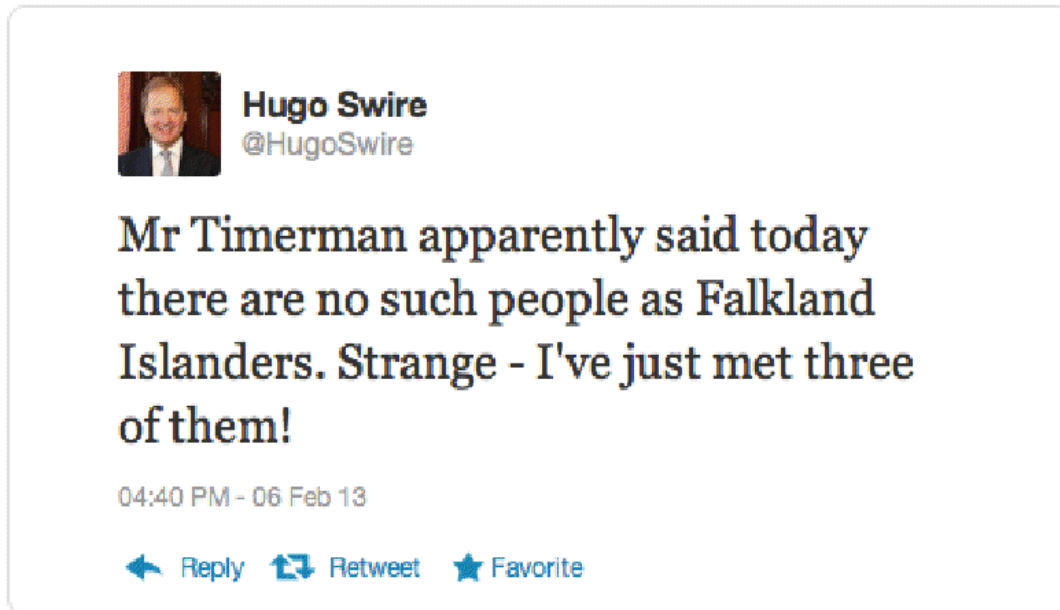 Hugo Swire
@HugoSwire
Mr Timerman apparently said today
there are no such people as Falkland
Islanders. Strange - I've just met three
of them!
04:40 PM - 06 Feb 13
Reply Retweet Favorite